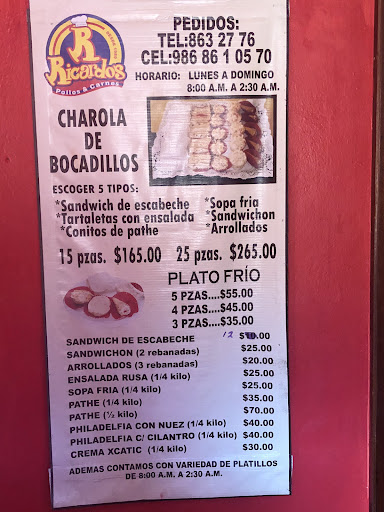 PEDIDOS:
TEL:863 27 76
CEL:986 86 1 05 70
HORARIO: LUNES A DOMINGO
8:00 A.M. A 2:30 A.M.
R
Ricardos
Pollos & Carnes
CHAROLA
DE
BOCADILLOS
ESCOGER 5 TIPOS:
*Sandwich de escabeche *Sopa fria
*Tartaletas con ensalada *Sandwichon
*Conitos de pathe *Arrollados
15 pzas. $165.00 25 pzas. $265.00
PLATO FRÍO
5 PZAS....$55.00
4 PZAS....$45.00
3 PZAS....$35.00
SANDWICH DE ESCABECHE 12 $10.00
SANDWICHON (2 rebanadas) $25.00
ARROLLADOS (3 rebanadas) $20.00
ENSALADA RUSA (1/4 kilo) $25.00
SOPA FRIA (1/4 kilo) $25.00
PATHE (1/4 kilo) $35.00
PATHE (½ kilo) $70.00
PHILADELFIA CON NUEZ (1/4 kilo) $40.00
PHILADELFIA C/ CILANTRO (1/4 kilo) $40.00
CREMA XCATIC (1/4 kilo) $30.00
ADEMAS CONTAMOS CON VARIEDAD DE PLATILLOS
DE 8:00 A.M. A 2:30 A.M.